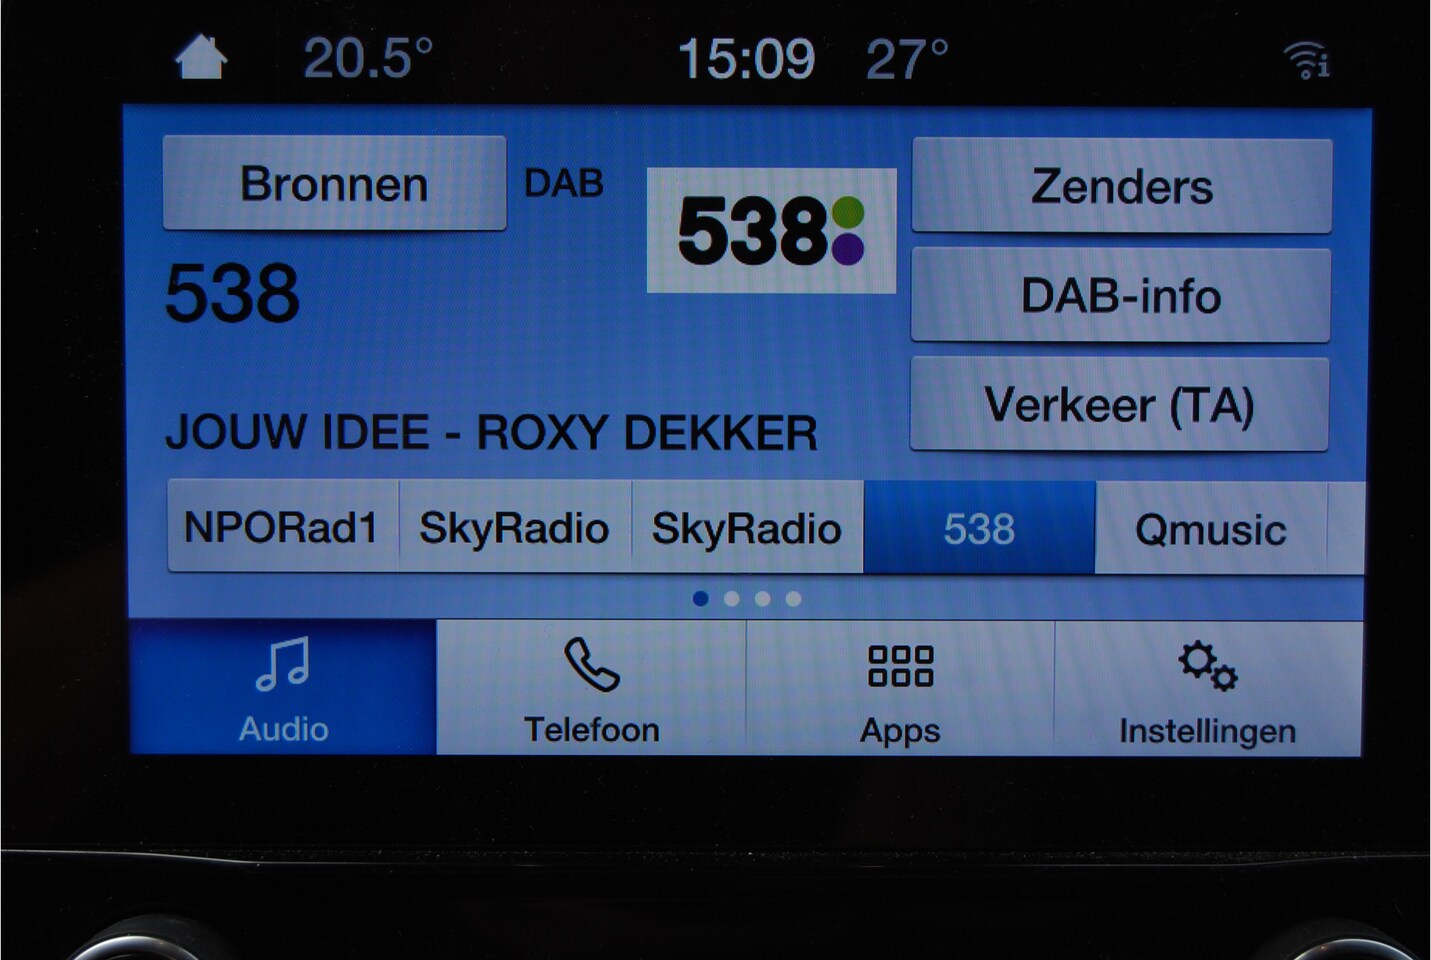 20.5° 15:09 27°
Bronnen DAB 538 Zenders
538
DAB-info
Verkeer (TA)
JOUW IDEE - ROXY DEKKER
NPORad1 SkyRadio SkyRadio 538 Qmusic
Audio Telefoon Apps Instellingen